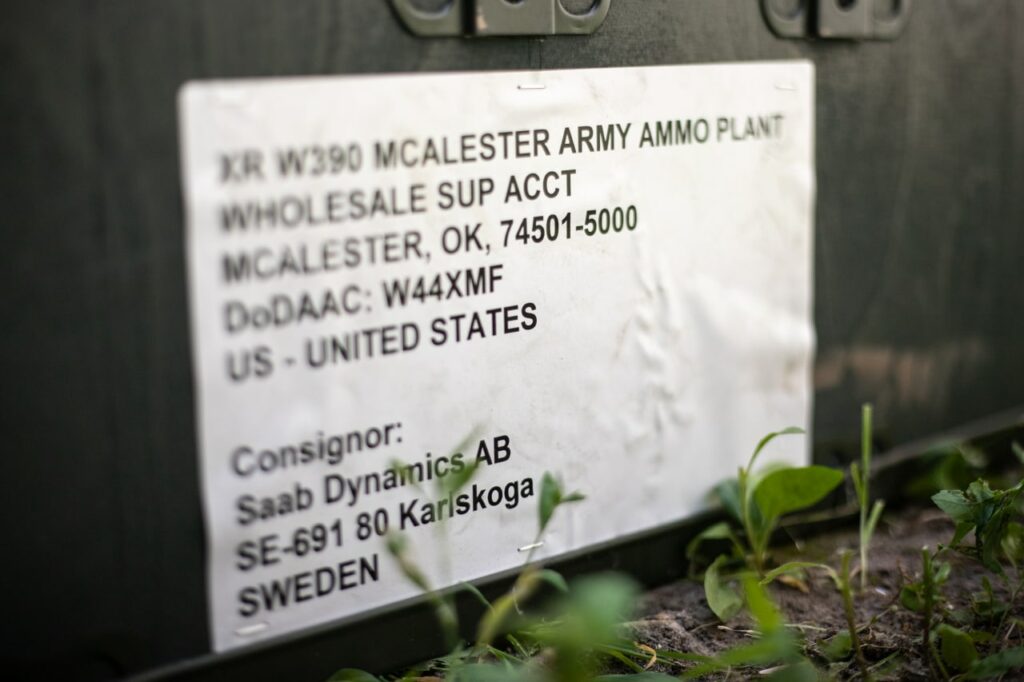 XR W390 MCALESTER ARMY AMMO PLANT
WHOLESALE SUP ACCT
MCALESTER, OK, 74501-5000
DoDAAC: W44XMF
US - UNITED STATES
Consignor:
Saab Dynamics AB
SE-691 80 Karlskoga
SWEDEN